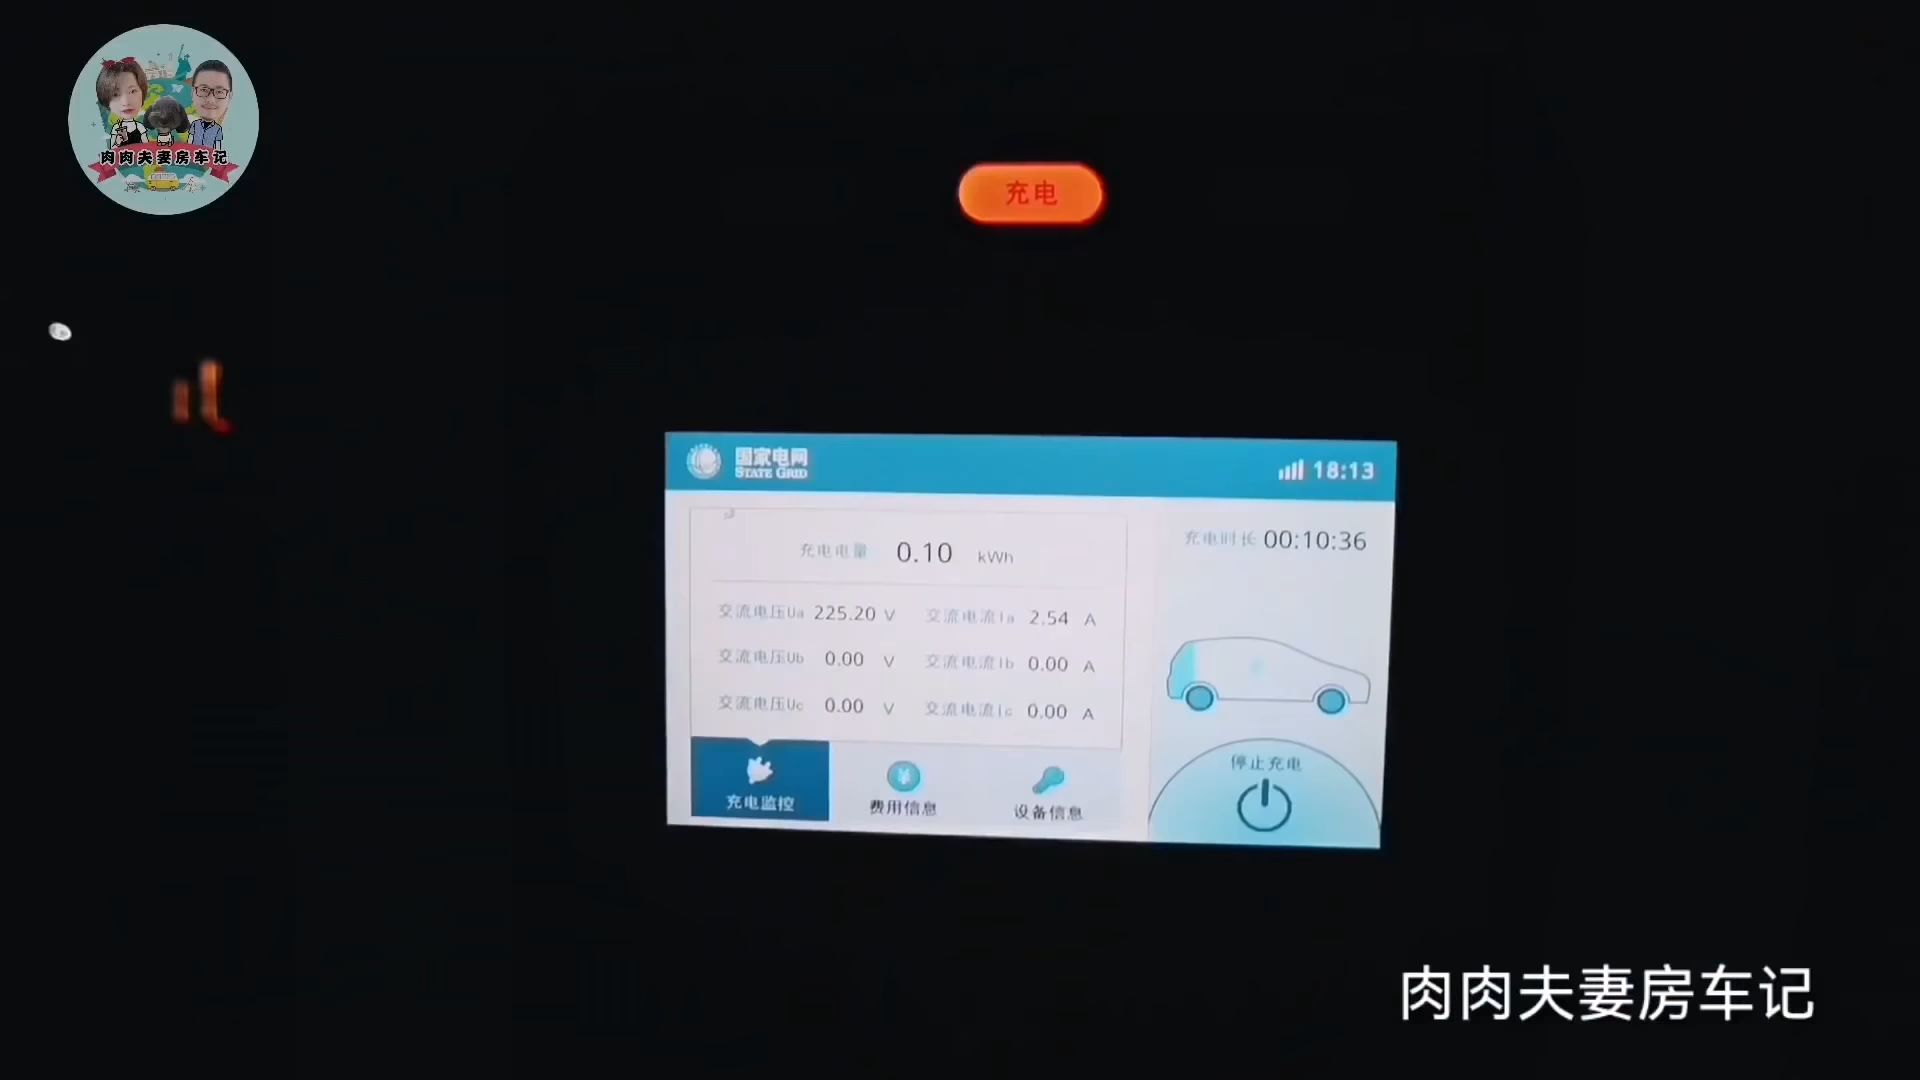 肉肉夫妻房车记
充电
国家电网
STATE GRID
18:13
充电电量 0.10 kWh
充电时长 00:10:36
交流电压Ua 225.20 V 交流电流Ia 2.54 A
交流电压Ub 0.00 V 交流电流Ib 0.00 A
交流电压Uc 0.00 V 交流电流Ic 0.00 A
停止充电
充电监控 费用信息 设备信息
肉肉夫妻房车记